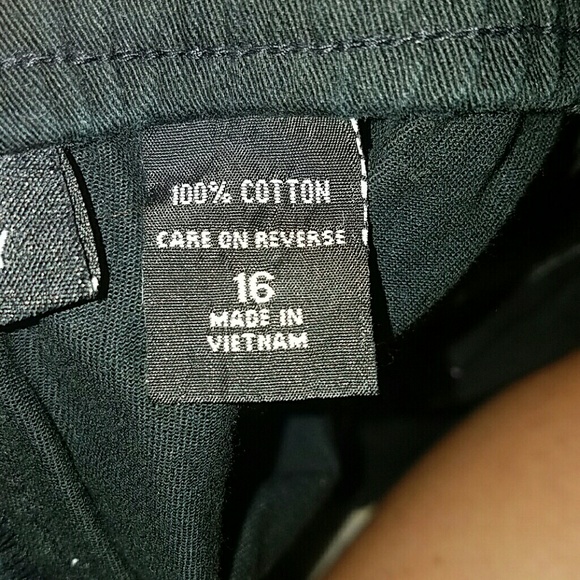 100% COTTON
CARE ON REVERSE
16
MADE IN
VIETNAM